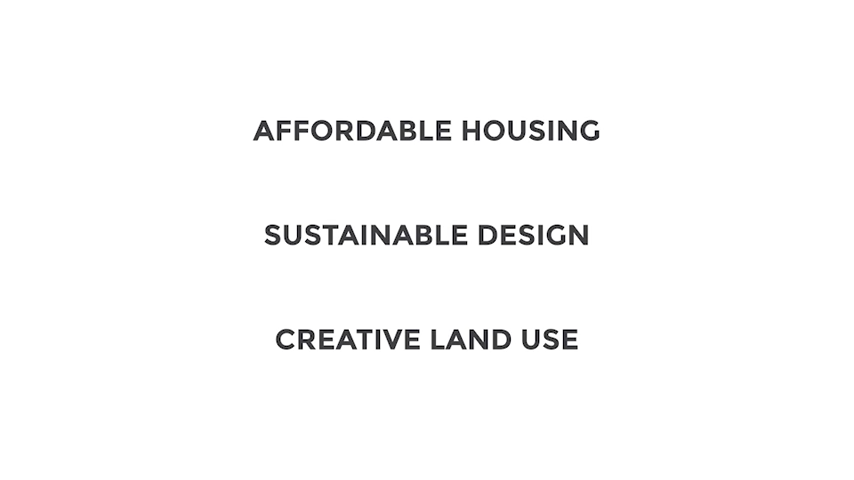 AFFORDABLE HOUSING
SUSTAINABLE DESIGN
CREATIVE LAND USE